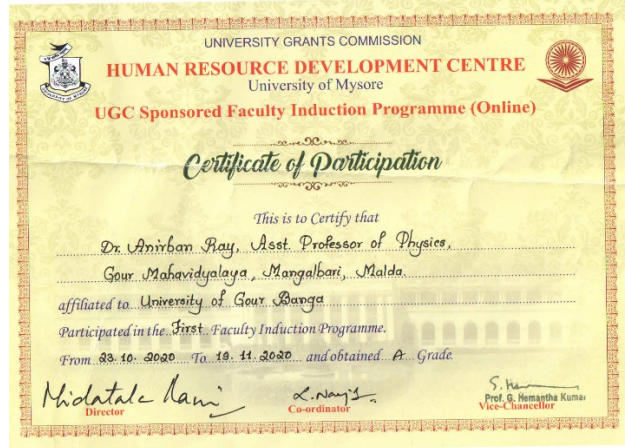 UNIVERSITY GRANTS COMMISSION
HUMAN RESOURCE DEVELOPMENT CENTRE
University of Mysore
UGC Sponsored Faculty Induction Programme (Online)
Certificate of Participation
This is to Certify that
Dr. Anirban Ray, Asst. Professor of Physics,
Gour Mahavidyalaya, Mangalbari, Malda.
affiliated to University of Gour Banga
Participated in the First Faculty Induction Programme.
From 23.10.2020 To 19.11.2020 and obtained A Grade.
Director
Co-ordinator
Prof. G. Hemantha Kumar
Vice-Chancellor